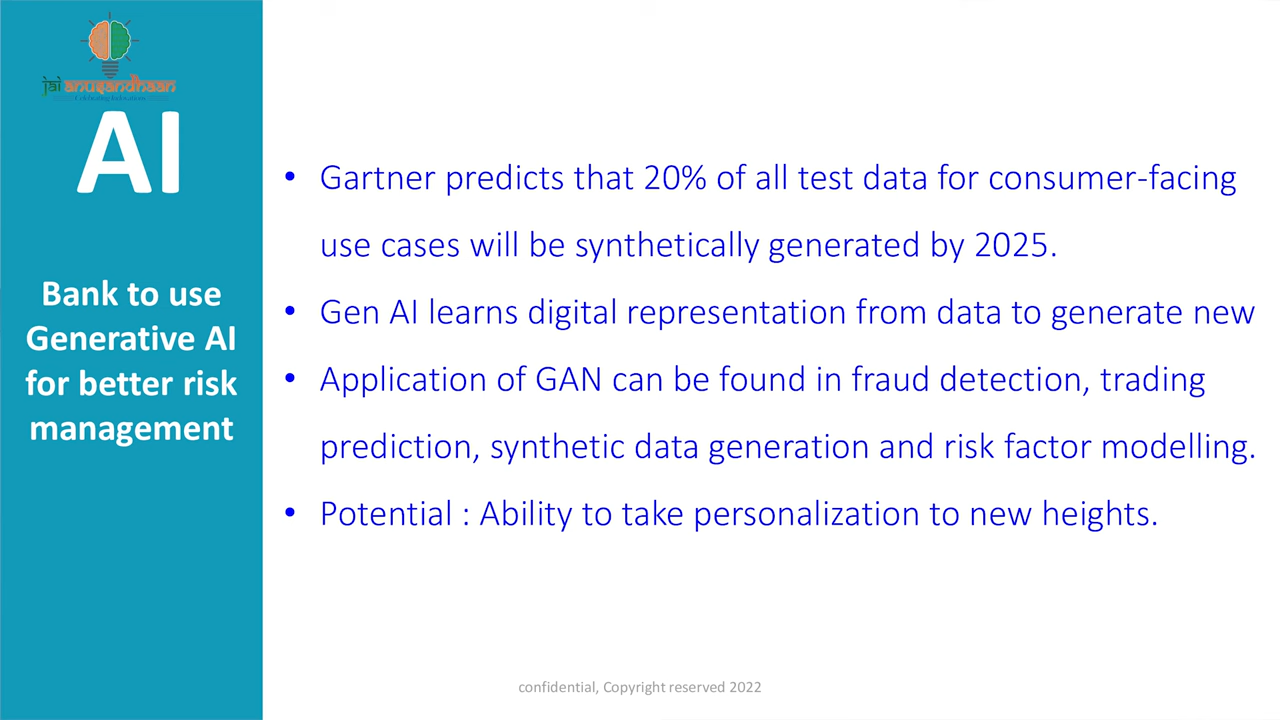 jai anusandhaan
Celebrating Innovations
AI
Bank to use
Generative AI
for better risk
management
• Gartner predicts that 20% of all test data for consumer-facing
use cases will be synthetically generated by 2025.
• Gen AI learns digital representation from data to generate new
• Application of GAN can be found in fraud detection, trading
prediction, synthetic data generation and risk factor modelling.
• Potential : Ability to take personalization to new heights.
confidential, Copyright reserved 2022